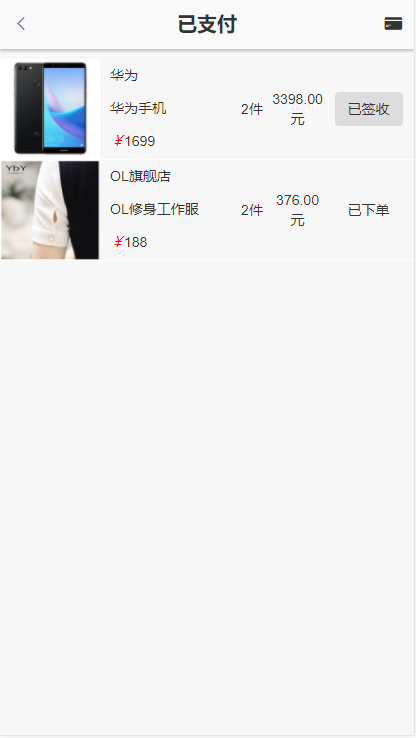 已支付
华为
华为手机
2件
3398.00
元
已签收
¥1699
YbY
OL旗舰店
OL修身工作服
2件
376.00
元
已下单
¥188